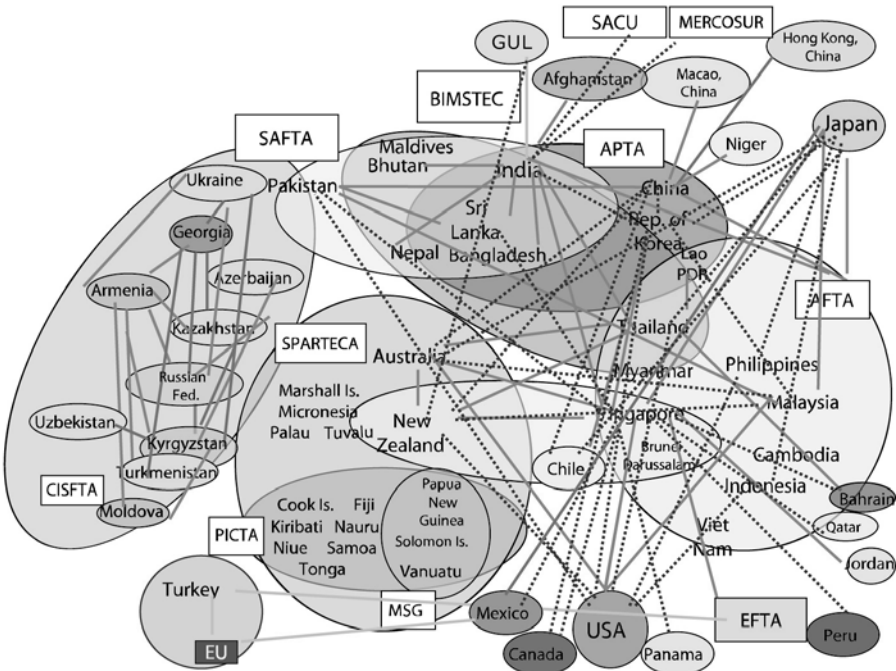 SACU
MERCOSUR
GUL
Hong Kong,
China
Afghanistan
Macao,
China
BIMSTEC
Japan
SAFTA
Maldives
APTA
Niger
Bhutan
India
Ukraine
Pakistan
China
Sri
Lanka
Rep. of
Korea
Georgia
Nepal
Bangladesh
Lao
PDR
Azerbaijan
Armenia
AFTA
Kazakhstan
Thailand
SPARTECA
Australia
Philippines
Russian
Fed.
Myanmar
Marshall Is.
Micronesia
Palau Tuvalu
Malaysia
New
Zealand
Singapore
Uzbekistan
Kyrgyzstan
Brunei
Darussalam
Cambodia
Turkmenistan
Chile
CISFTA
Papua
New
Guinea
Indonesia
Bahrain
Moldova
Cook Is. Fiji
Kiribati Nauru
Niue Samoa
Tonga
Solomon Is.
Vanuatu
PICTA
Viet
Nam
Qatar
Jordan
Turkey
MSG
Mexico
EFTA
USA
Peru
EU
Canada
Panama